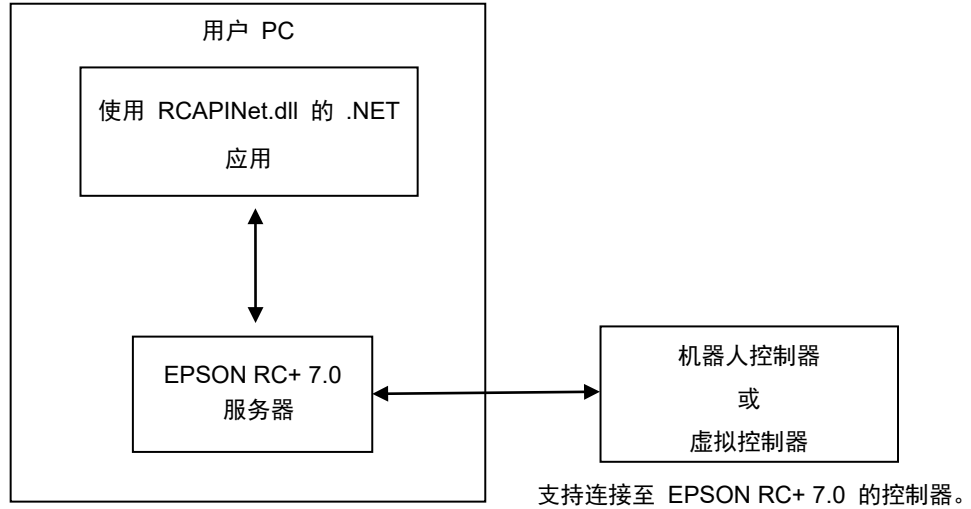 用户 PC
使用 RCAPINet.dll 的 .NET
应用
EPSON RC+ 7.0
服务器
机器人控制器
或
虚拟控制器
支持连接至 EPSON RC+ 7.0 的控制器。